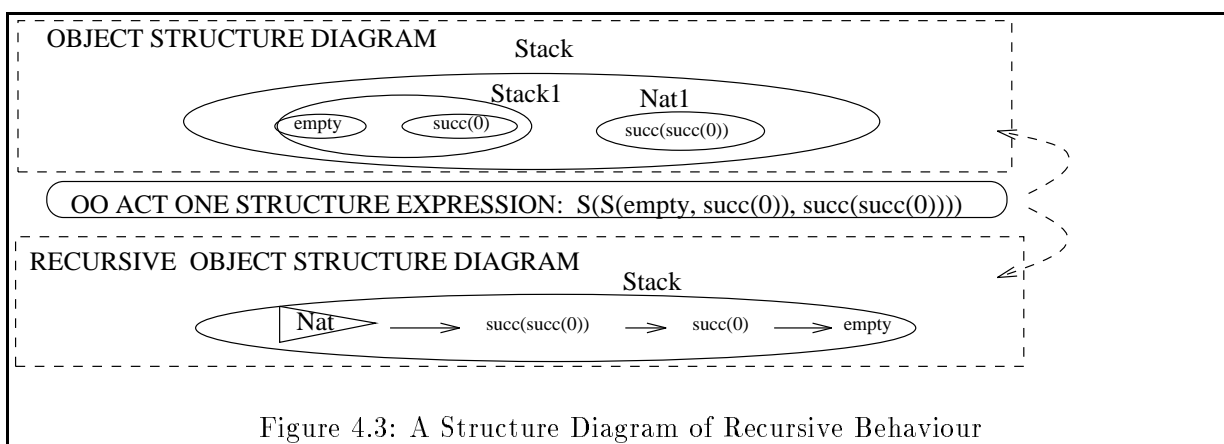 OBJECT STRUCTURE DIAGRAM
Stack
Stack1
Nat1
empty
succ(0)
succ(succ(0))
OO ACT ONE STRUCTURE EXPRESSION: S(S(empty, succ(0)), succ(succ(0))))
RECURSIVE OBJECT STRUCTURE DIAGRAM
Stack
Nat
succ(succ(0))
succ(0)
empty
Figure 4.3: A Structure Diagram of Recursive Behaviour